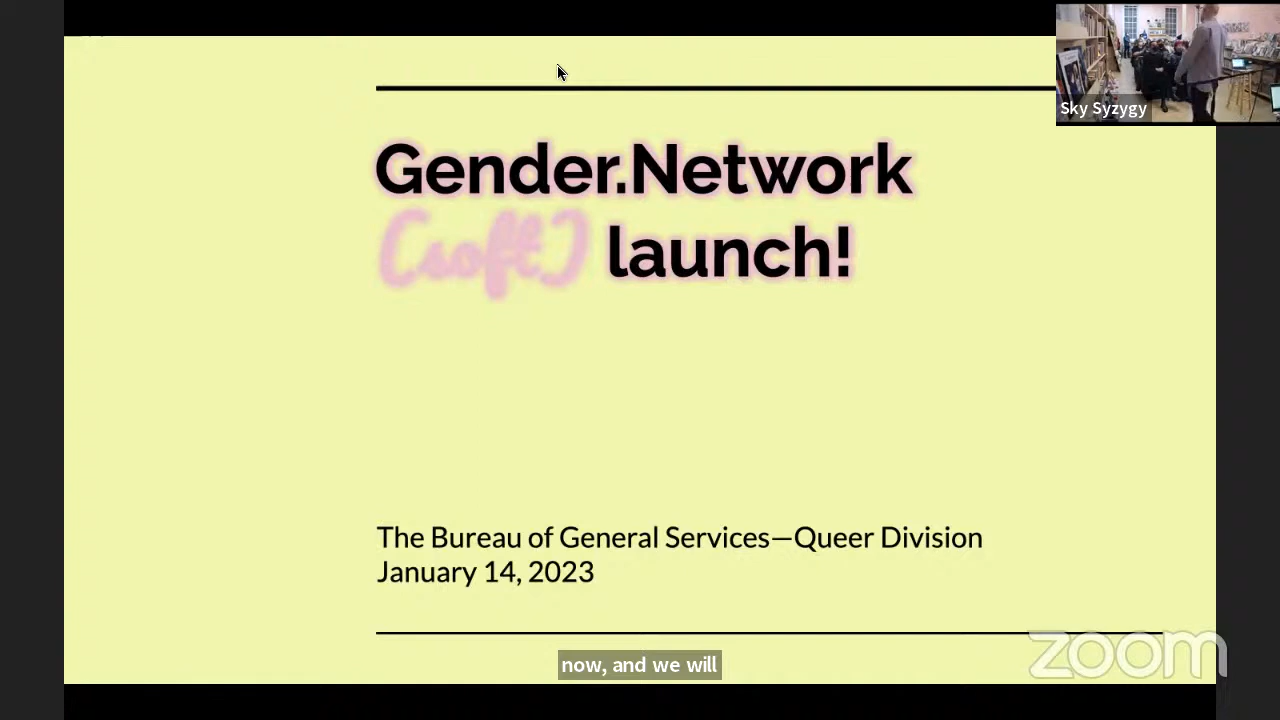 Sky Syzygy
Gender.Network
(soft) launch!
The Bureau of General Services—Queer Division
January 14, 2023
now, and we will
zoom